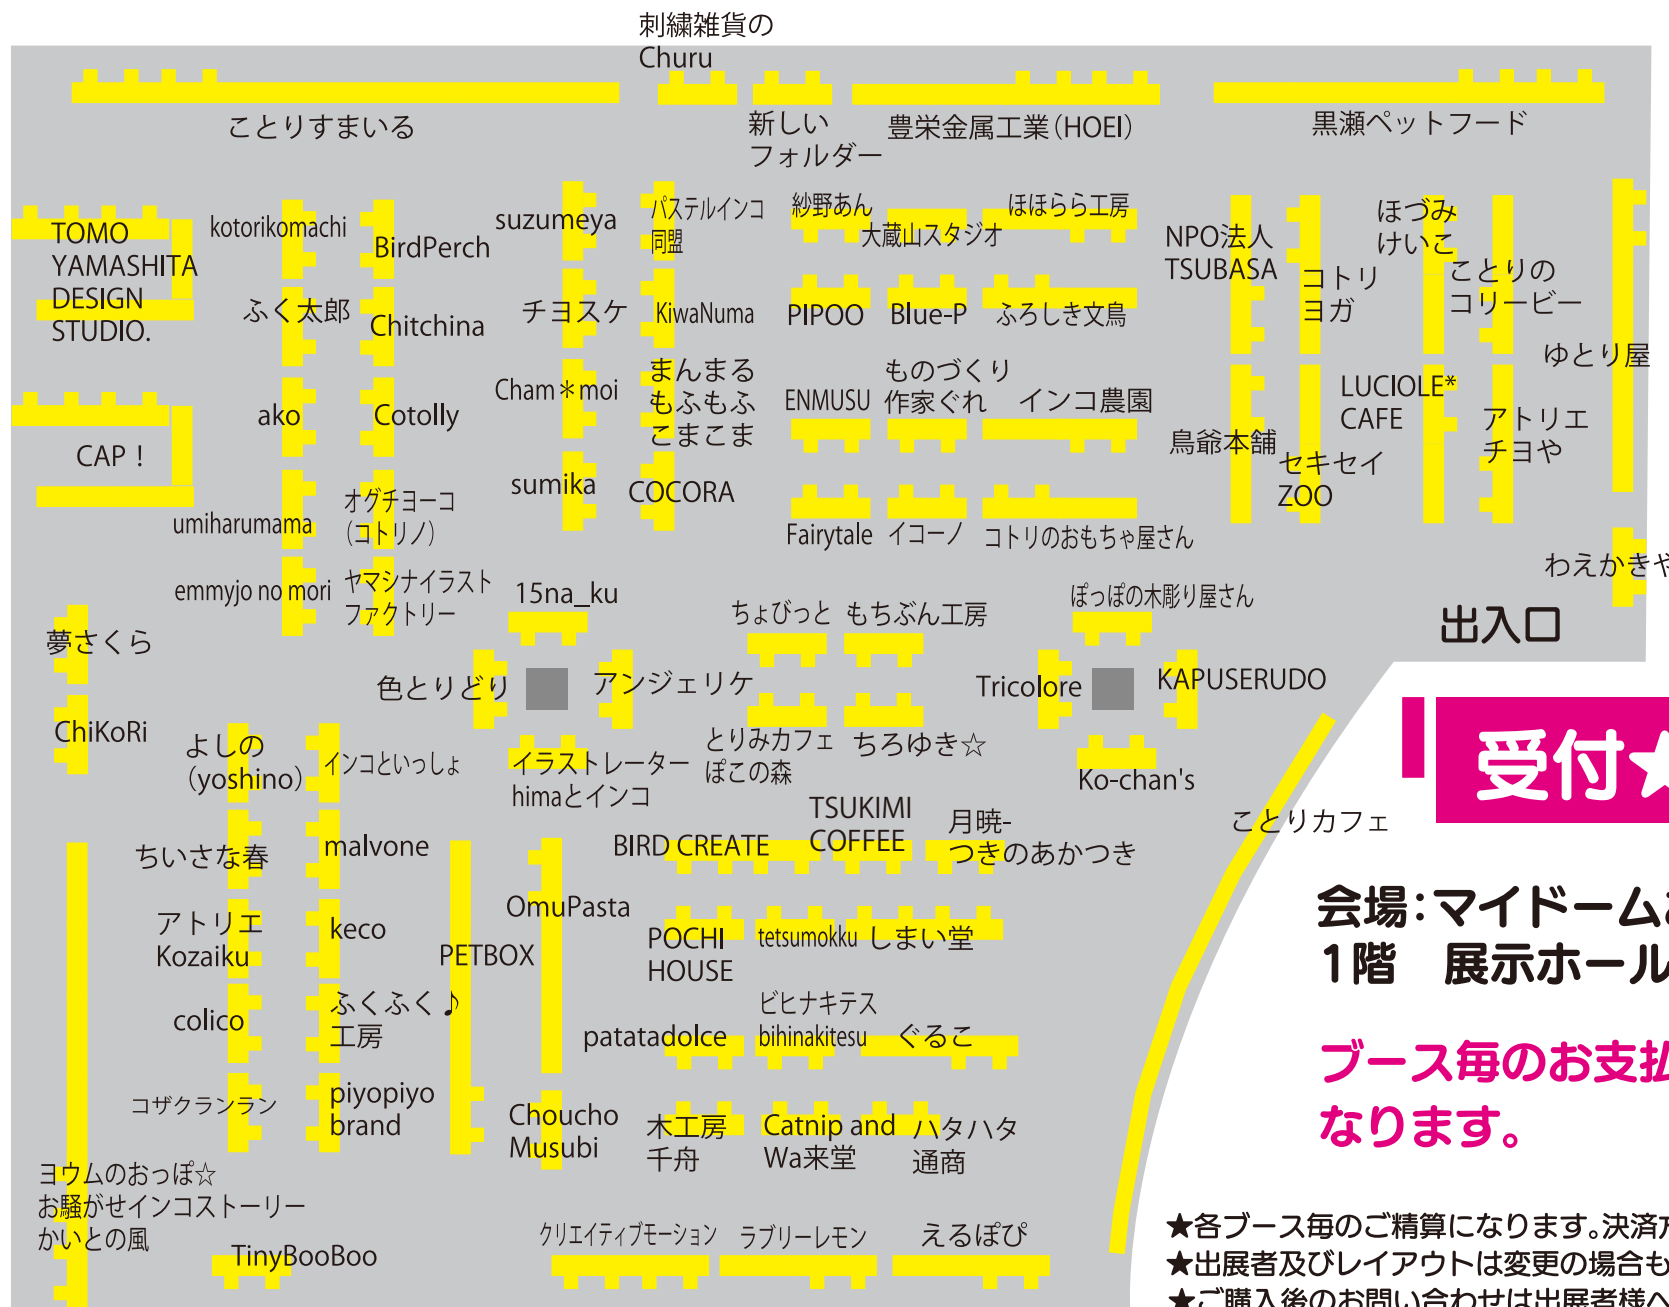 刺繍雑貨の
Churu
ことりすまいる
新しい
フォルダー
豊栄金属工業(HOEI)
黒瀬ペットフード
TOMO
YAMASHITA
DESIGN
STUDIO.
kotorikomachi
BirdPerch
suzumeya
パステルインコ
同盟
紗野あん
大蔵山スタジオ
ほほらら工房
NPO法人
TSUBASA
コトリ
ヨガ
ほづみ
けいこ
ことりの
コリービー
ゆとり屋
ふく太郎
Chitchina
チヨスケ
KiwaNuma
PIPOO
Blue-P
ふろしき文鳥
CAP！
ako
Cotolly
Cham＊moi
まんまる
もふもふ
こまこま
ENMUSU
ものづくり
作家ぐれ
インコ農園
鳥爺本舗
セキセイ
ZOO
LUCIOLE*
CAFE
アトリエ
チヨや
umiharumama
オグチヨーコ
(コトリノ)
sumika
COCORA
Fairytale
イコーノ
コトリのおもちゃ屋さん
わえかきや
emmyjo no mori
ヤマシナイラスト
ファクトリー
15na_ku
ちょびっと
もちぶん工房
ぽっぽの木彫り屋さん
出入口
夢さくら
色とりどり
アンジェリケ
Tricolore
KAPUSERUDO
ChiKoRi
よしの
(yoshino)
インコといっしょ
イラストレーター
himaとインコ
とりみカフェ
ぽこの森
ちろゆき☆
Ko-chan's
受付★
ことりカフェ
ちいさな春
malvone
BIRD CREATE
TSUKIMI
COFFEE
月暁-
つきのあかつき
アトリエ
Kozaiku
keco
PETBOX
OmuPasta
POCHI
HOUSE
tetsumokku
しまい堂
会場：マイドームお
1階　展示ホール
colico
ふくふく♪
工房
patatadolce
ビヒナキテス
bihinakitesu
ぐるこ
ブース毎のお支払
なります。
コザクランラン
piyopiyo
brand
Choucho
Musubi
木工房
千舟
Catnip and
Wa来堂
ハタハタ
通商
ヨウムのおっぽ☆
お騒がせインコストーリー
かいとの風
TinyBooBoo
クリエイティブモーション
ラブリーレモン
えるぽぴ
★各ブース毎のご精算になります。決済方
★出展者及びレイアウトは変更の場合も
★ご購入後のお問い合わせは出展者様へ